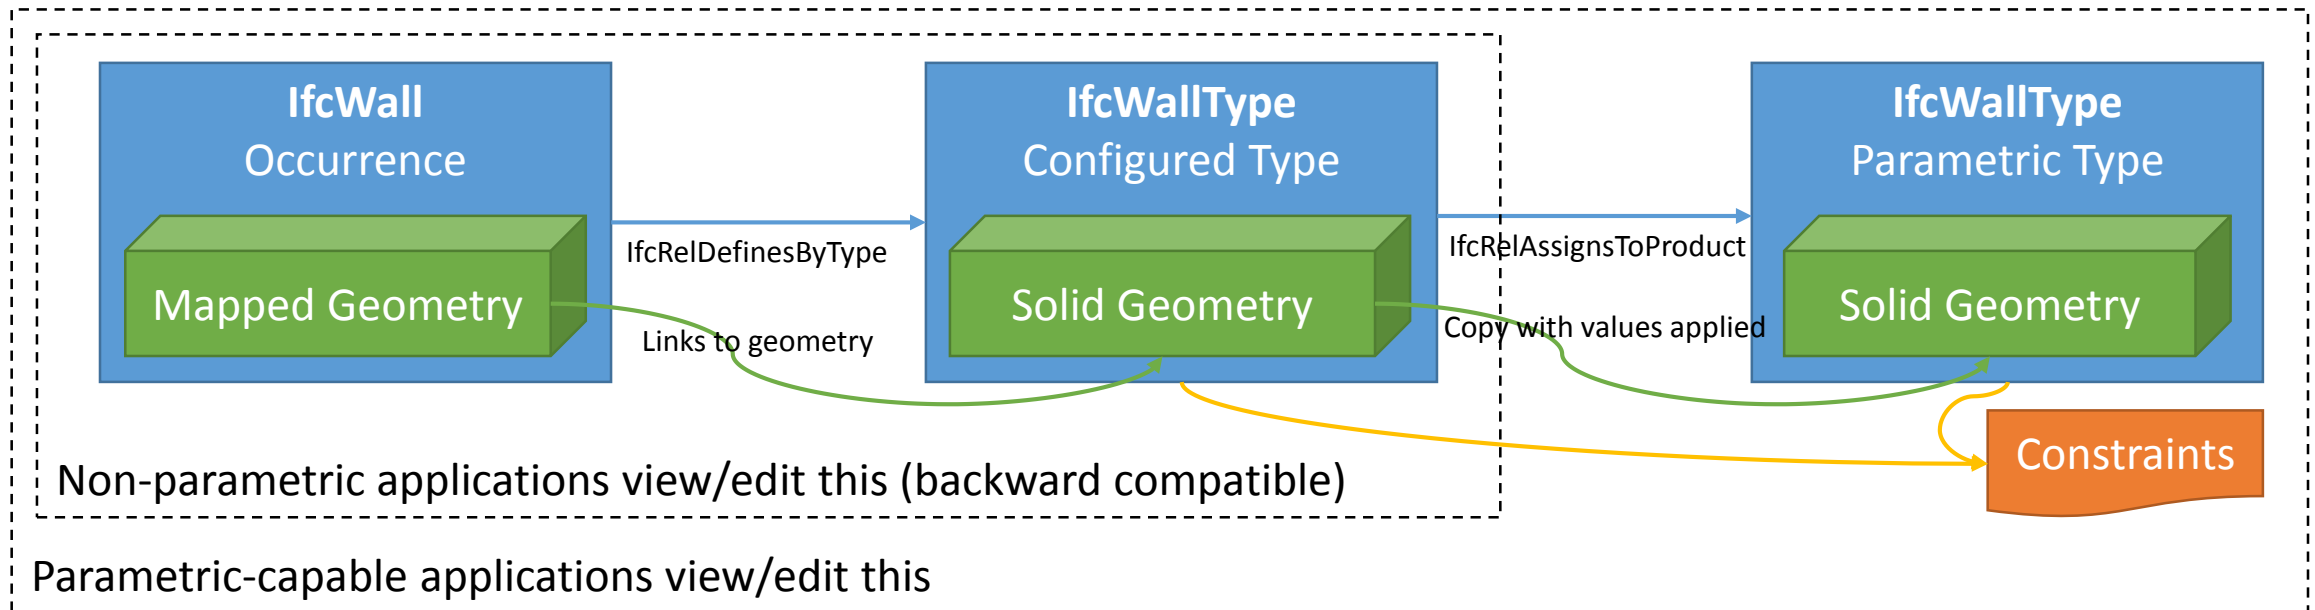 IfcWall
Occurrence
Mapped Geometry
IfcRelDefinesByType
Links to geometry
IfcWallType
Configured Type
Solid Geometry
IfcRelAssignsToProduct
Copy with values applied
IfcWallType
Parametric Type
Solid Geometry
Constraints
Non-parametric applications view/edit this (backward compatible)
Parametric-capable applications view/edit this